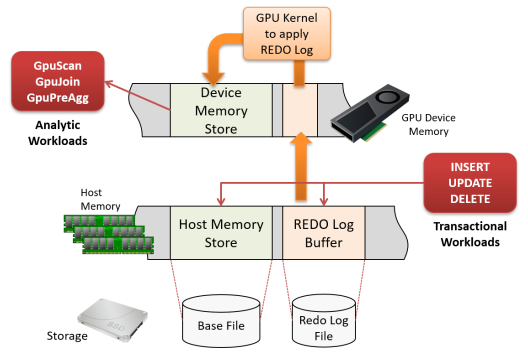 GPU Kernel
to apply
REDO Log
GpuScan
GpuJoin
GpuPreAgg
Analytic
Workloads
Device
Memory
Store
GPU Device
Memory
INSERT
UPDATE
DELETE
Transactional
Workloads
Host
Memory
Host Memory
Store
REDO Log
Buffer
SSD
Storage
Base File
Redo Log
File